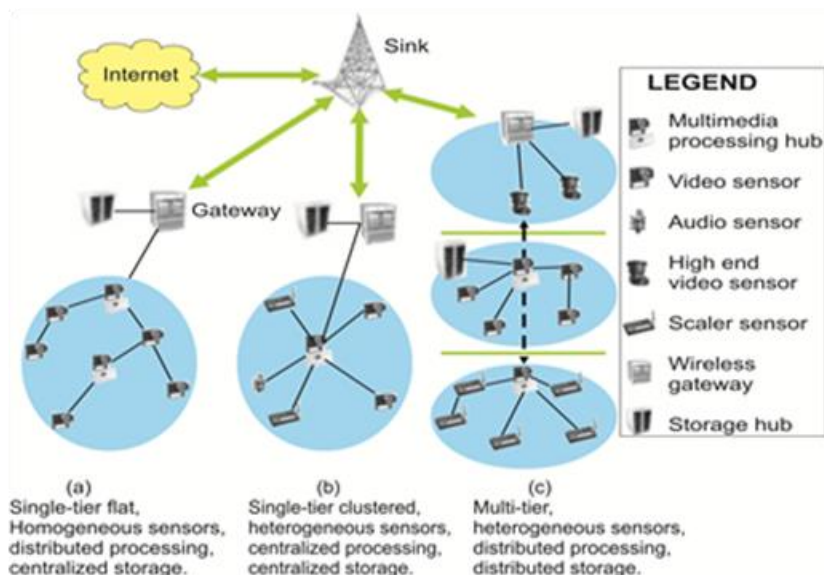 Sink
Internet
Gateway
LEGEND
Multimedia
processing hub
Video sensor
Audio sensor
High end
video sensor
Scaler sensor
Wireless
gateway
Storage hub
(a)
Single-tier flat,
Homogeneous sensors,
distributed processing,
centralized storage.
(b)
Single-tier clustered,
heterogeneous sensors,
centralized processing,
centralized storage.
(c)
Multi-tier,
heterogeneous sensors,
distributed processing,
distributed storage.